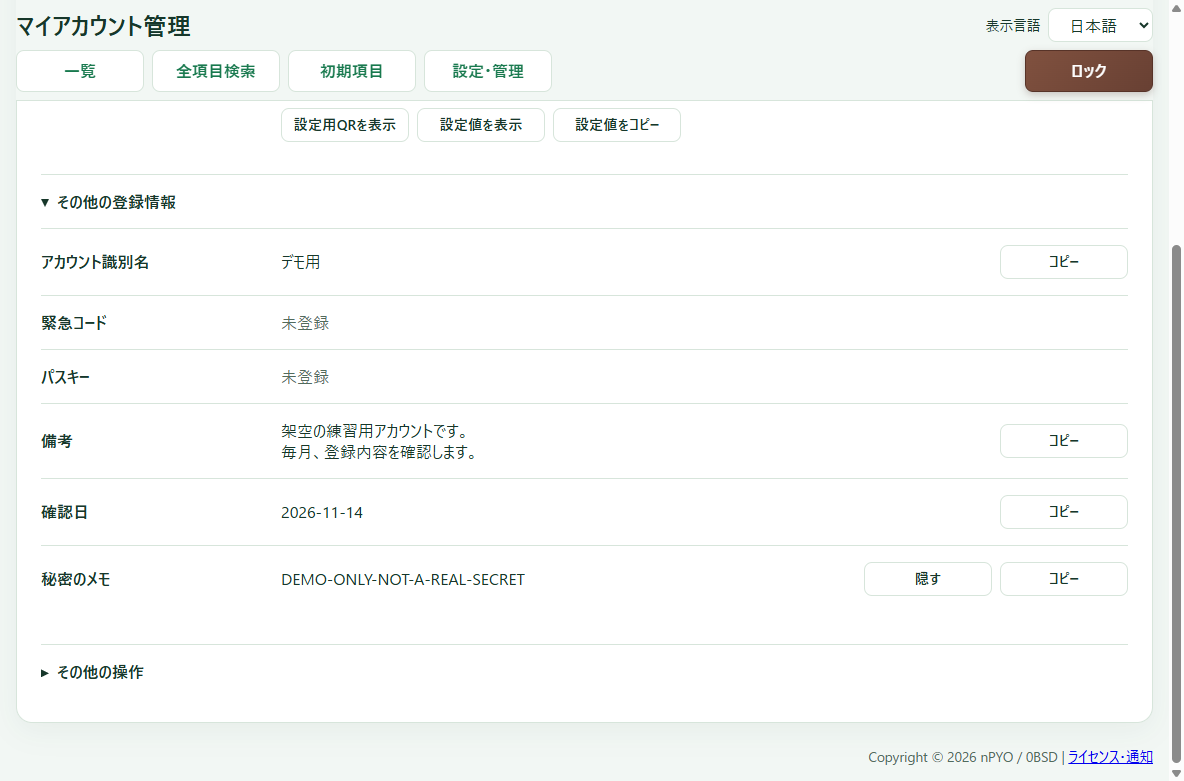 マイアカウント管理
表示言語 日本語
一覧 全項目検索 初期項目 設定・管理 ロック
設定用QRを表示 設定値を表示 設定値をコピー
▼ その他の登録情報
アカウント識別名 デモ用 コピー
緊急コード 未登録
パスキー 未登録
備考 架空の練習用アカウントです。
毎月、登録内容を確認します。 コピー
確認日 2026-11-14 コピー
秘密のメモ DEMO-ONLY-NOT-A-REAL-SECRET 隠す コピー
▶ その他の操作
Copyright © 2026 nPYO / 0BSD | ライセンス・通知